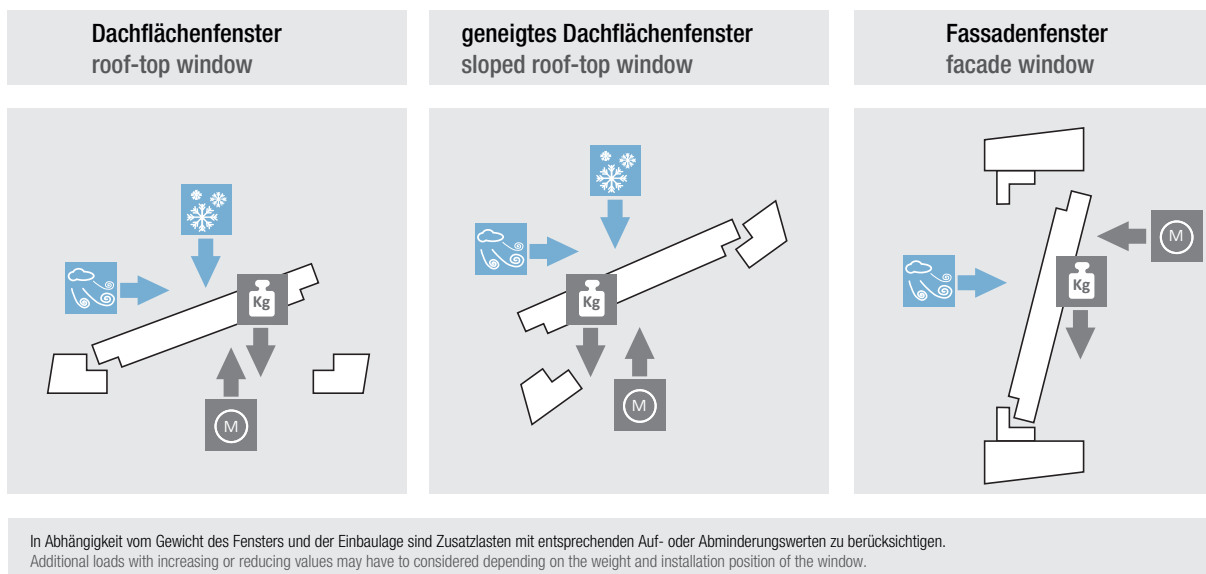 Dachflächenfenster
roof-top window
geneigtes Dachflächenfenster
sloped roof-top window
Fassadenfenster
facade window
Kg
M
Kg
M
M
Kg
In Abhängigkeit vom Gewicht des Fensters und der Einbaulage sind Zusatzlasten mit entsprechenden Auf- oder Abminderungswerten zu berücksichtigen.
Additional loads with increasing or reducing values may have to considered depending on the weight and installation position of the window.